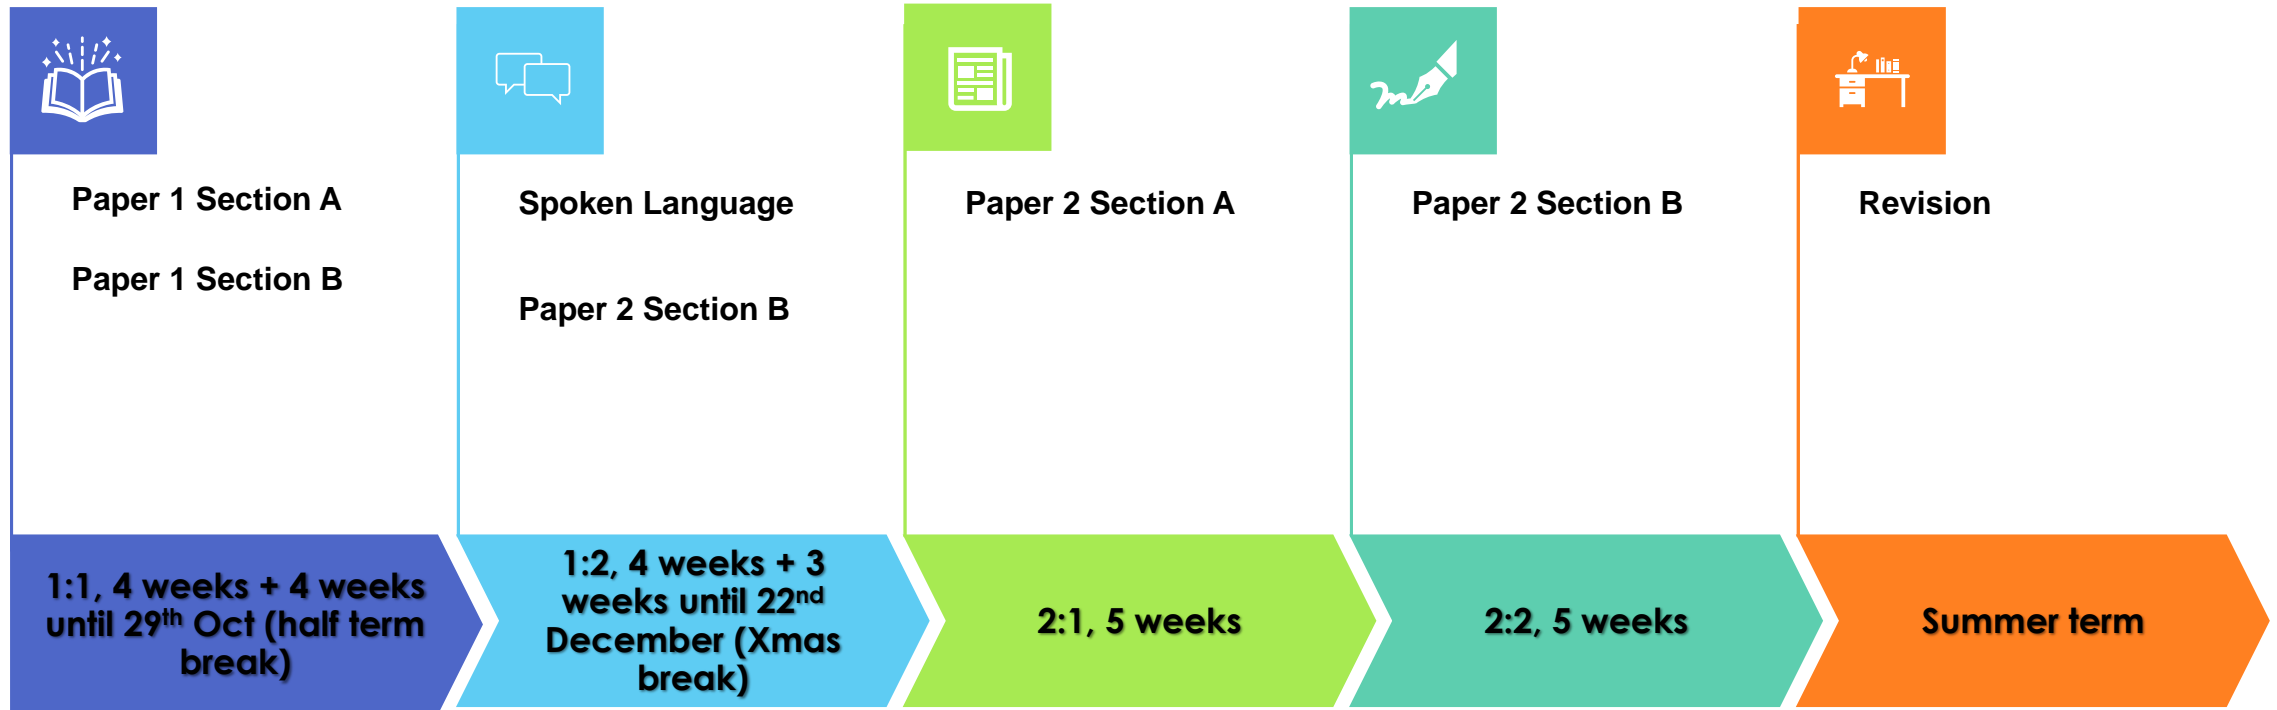 Paper 1 Section A
Paper 1 Section B
1:1, 4 weeks + 4 weeks
until 29th Oct (half term
break)
Spoken Language
Paper 2 Section B
1:2, 4 weeks + 3
weeks until 22nd
December (Xmas
break)
Paper 2 Section A
2:1, 5 weeks
Paper 2 Section B
2:2, 5 weeks
Revision
Summer term